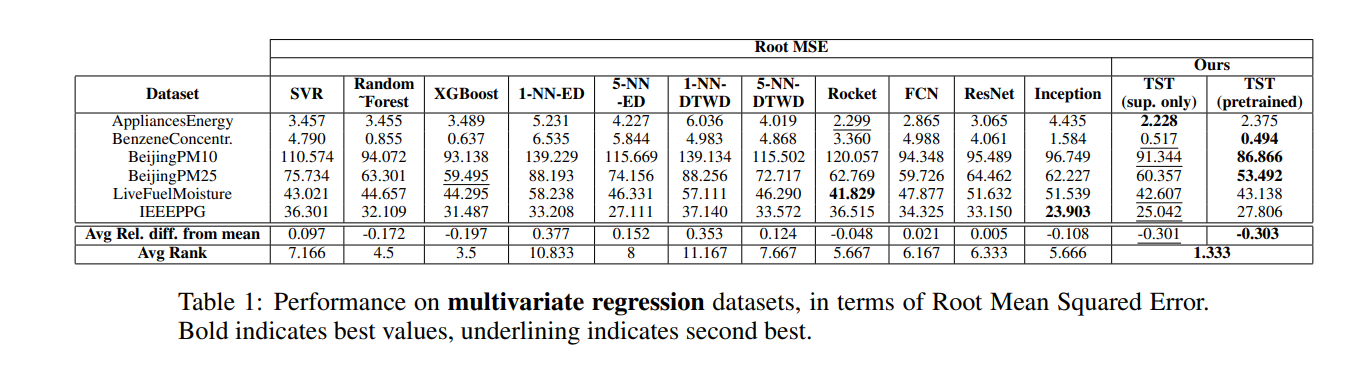 Root MSE
Ours
Dataset SVR Random ~Forest XGBoost 1-NN-ED 5-NN -ED 1-NN- DTWD 5-NN- DTWD Rocket FCN ResNet Inception TST (sup. only) TST (pretrained)
AppliancesEnergy 3.457 3.455 3.489 5.231 4.227 6.036 4.019 2.299 2.865 3.065 4.435 2.228 2.375
BenzeneConcentr. 4.790 0.855 0.637 6.535 5.844 4.983 4.868 3.360 4.988 4.061 1.584 0.517 0.494
BeijingPM10 110.574 94.072 93.138 139.229 115.669 139.134 115.502 120.057 94.348 95.489 96.749 91.344 86.866
BeijingPM25 75.734 63.301 59.495 88.193 74.156 88.256 72.717 62.769 59.726 64.462 62.227 60.357 53.492
LiveFuelMoisture 43.021 44.657 44.295 58.238 46.331 57.111 46.290 41.829 47.877 51.632 51.539 42.607 43.138
IEEEPPG 36.301 32.109 31.487 33.208 27.111 37.140 33.572 36.515 34.325 33.150 23.903 25.042 27.806
Avg Rel. diff. from mean 0.097 -0.172 -0.197 0.377 0.152 0.353 0.124 -0.048 0.021 0.005 -0.108 -0.301 -0.303
Avg Rank 7.166 4.5 3.5 10.833 8 11.167 7.667 5.667 6.167 6.333 5.666 1.333
Table 1: Performance on multivariate regression datasets, in terms of Root Mean Squared Error.
Bold indicates best values, underlining indicates second best.